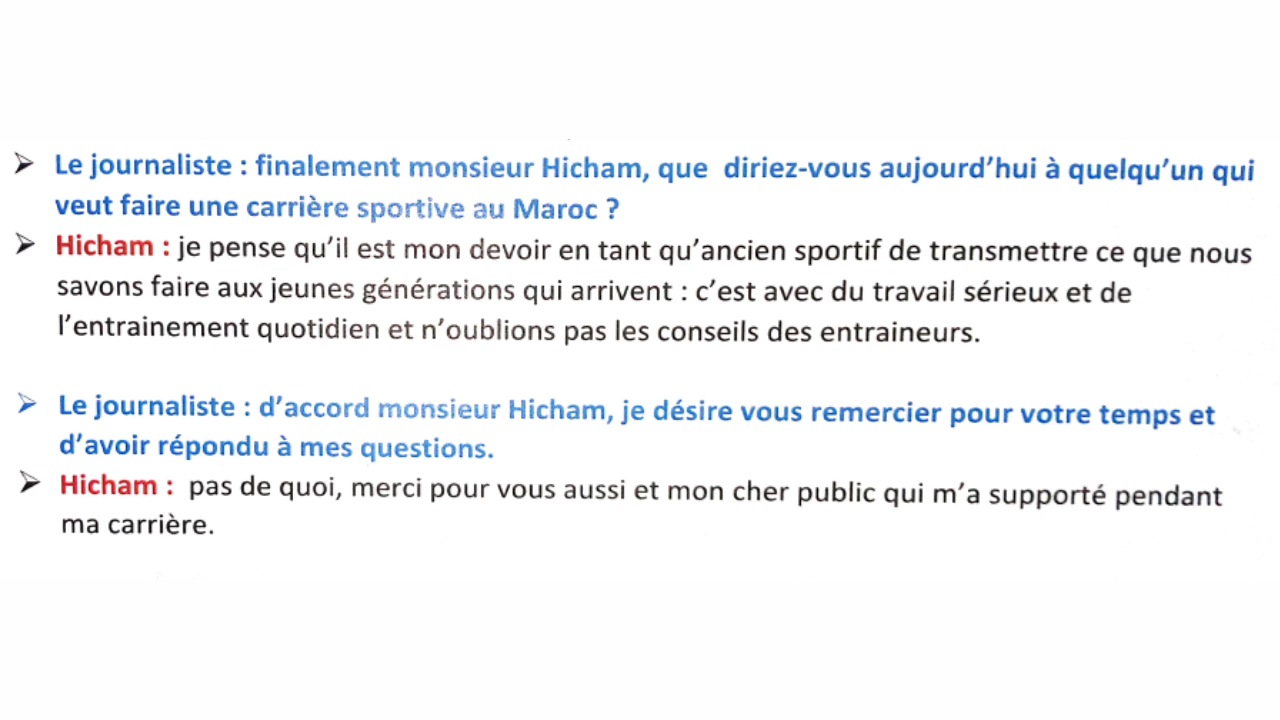 ➢ Le journaliste : finalement monsieur Hicham, que diriez-vous aujourd'hui à quelqu'un qui
veut faire une carrière sportive au Maroc ?
➢ Hicham : je pense qu'il est mon devoir en tant qu'ancien sportif de transmettre ce que nous
savons faire aux jeunes générations qui arrivent : c'est avec du travail sérieux et de
l'entrainement quotidien et n'oublions pas les conseils des entraineurs.
➢ Le journaliste : d'accord monsieur Hicham, je désire vous remercier pour votre temps et
d'avoir répondu à mes questions.
➢ Hicham : pas de quoi, merci pour vous aussi et mon cher public qui m'a supporté pendant
ma carrière.